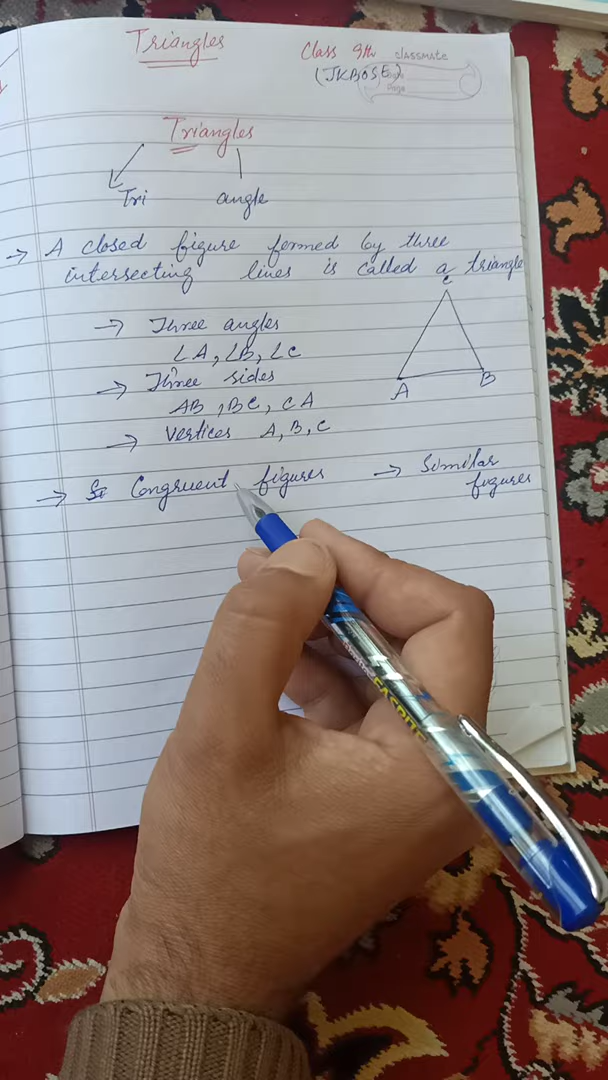 Triangles
Class 9th
(JKBOSE)
classmate
Page
Triangles
Tri angle
→ A closed figure formed by three
intersecting lines is called a triangle
C
→ Three angles
∠A, ∠B, ∠C
→ Three sides
AB, BC, CA
A B
→ Vertices A, B, C
→ Congruent figures → Similar
figures